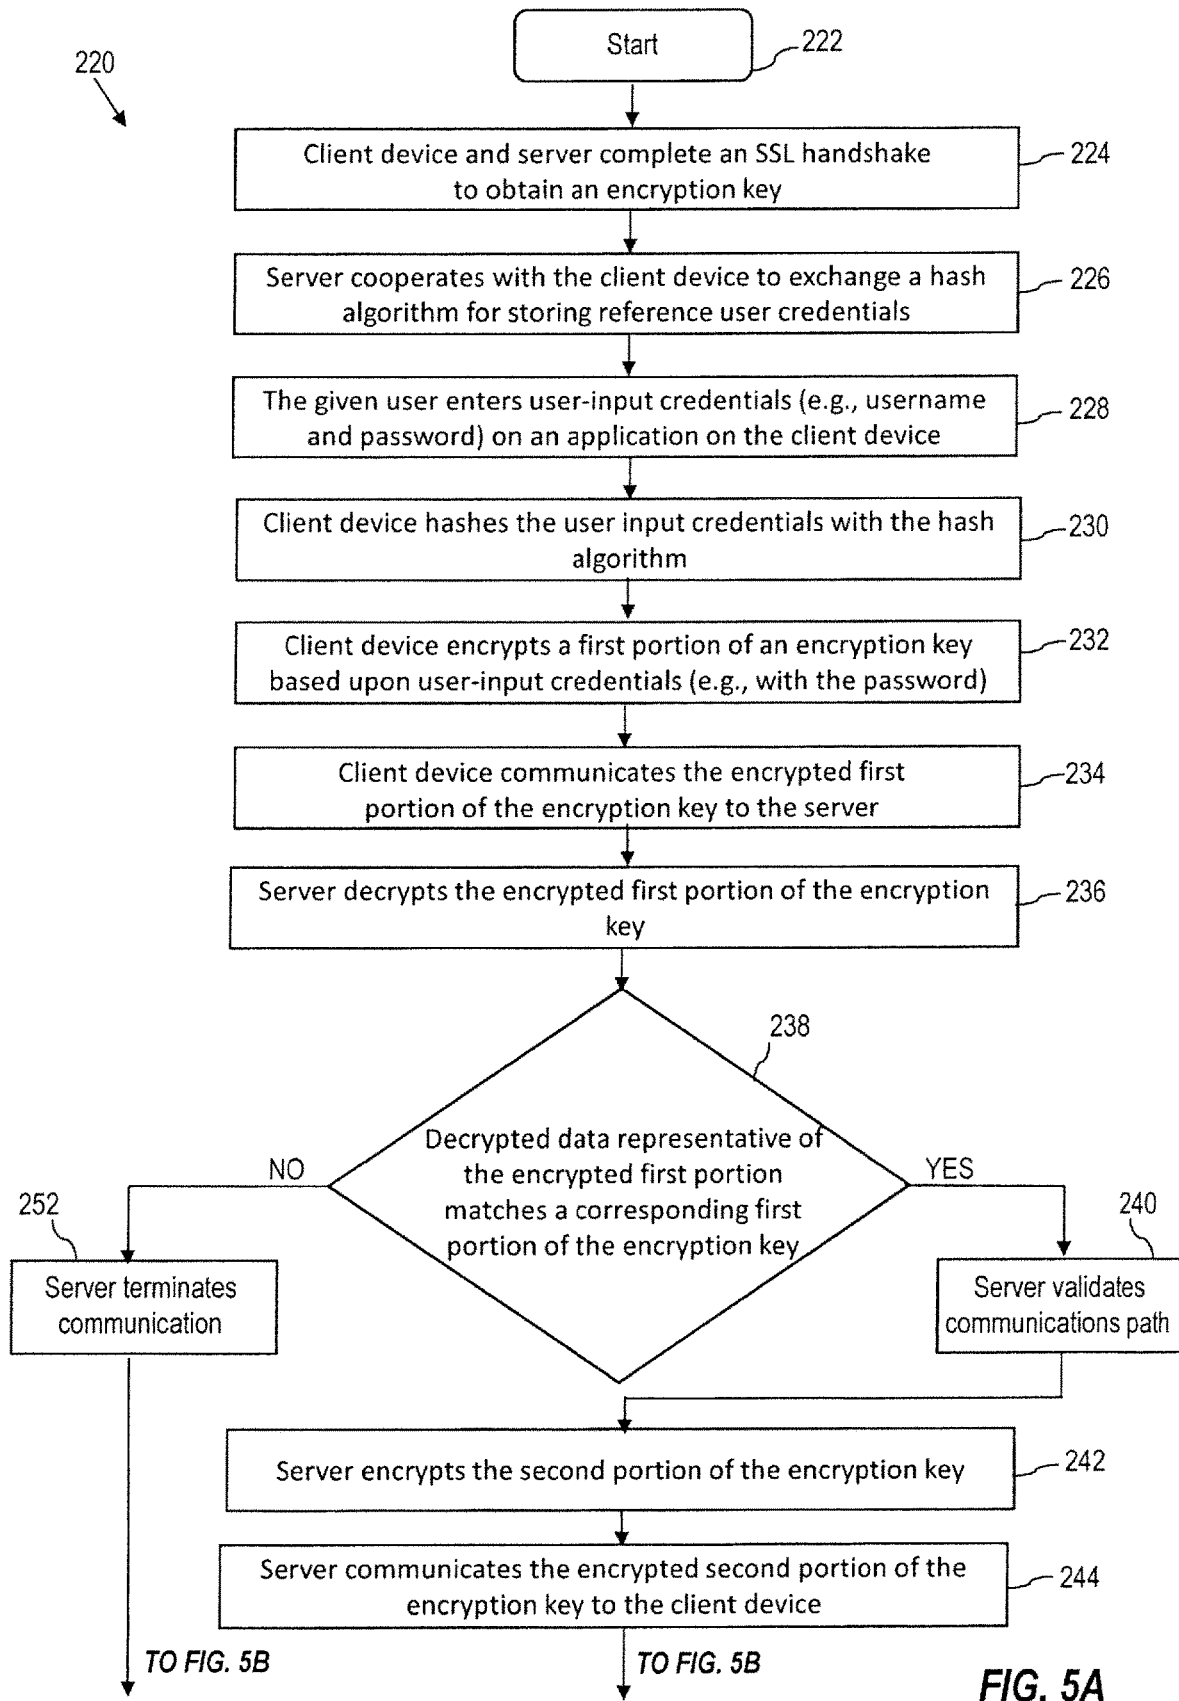 Start
222
220
Client device and server complete an SSL handshake
to obtain an encryption key
224
Server cooperates with the client device to exchange a hash
algorithm for storing reference user credentials
226
The given user enters user-input credentials (e.g., username
and password) on an application on the client device
228
Client device hashes the user input credentials with the hash
algorithm
230
Client device encrypts a first portion of an encryption key
based upon user-input credentials (e.g., with the password)
232
Client device communicates the encrypted first
portion of the encryption key to the server
234
Server decrypts the encrypted first portion of the encryption
key
236
238
Decrypted data representative of
the encrypted first portion
matches a corresponding first
portion of the encryption key
NO
YES
252
Server terminates
communication
240
Server validates
communications path
Server encrypts the second portion of the encryption key
242
Server communicates the encrypted second portion of the
encryption key to the client device
244
TO FIG. 5B
TO FIG. 5B
FIG. 5A